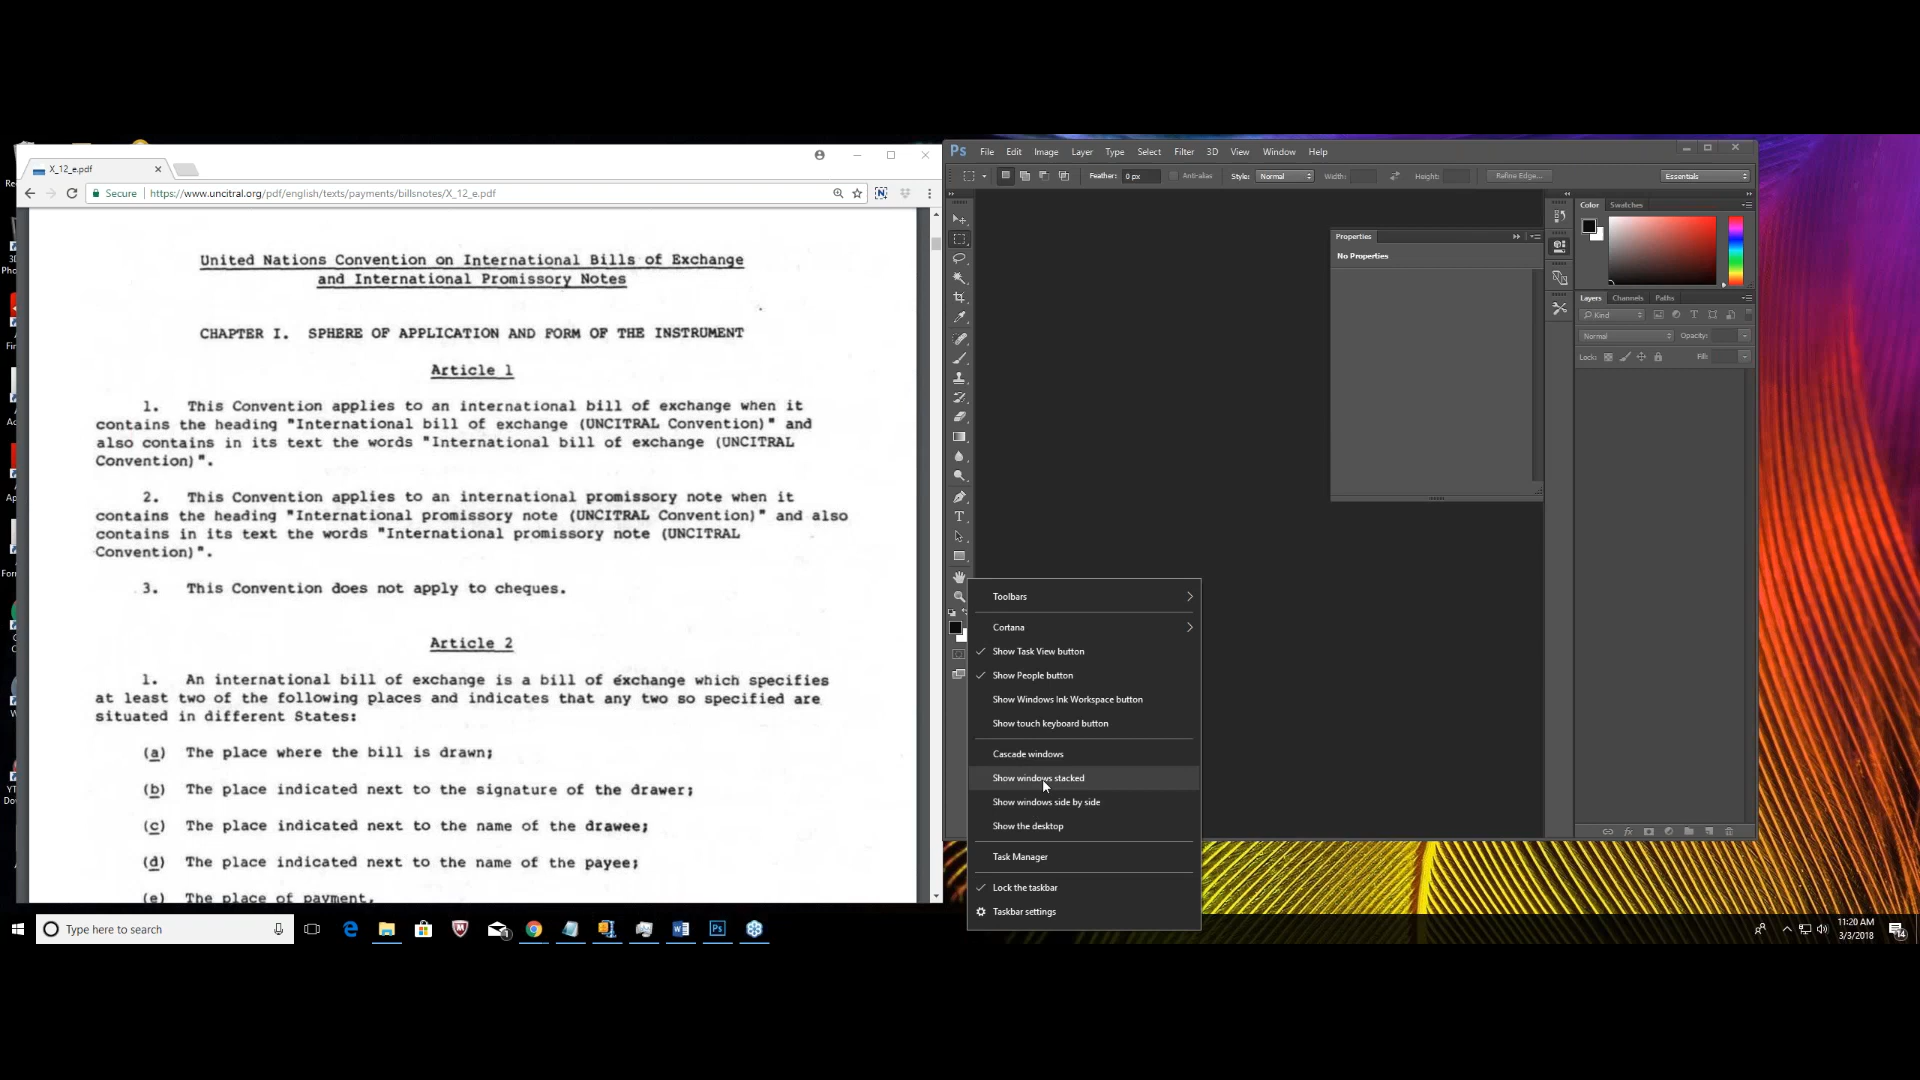 X_12_e.pdf
Secure
https://www.uncitral.org/pdf/english/texts/payments/billsnotes/X_12_e.pdf
United Nations Convention on International Bills of Exchange
and International Promissory Notes
CHAPTER I. SPHERE OF APPLICATION AND FORM OF THE INSTRUMENT
Article 1
1. This Convention applies to an international bill of exchange when it
contains the heading "International bill of exchange (UNCITRAL Convention)" and
also contains in its text the words "International bill of exchange (UNCITRAL
Convention)".
2. This Convention applies to an international promissory note when it
contains the heading "International promissory note (UNCITRAL Convention)" and also
contains in its text the words "International promissory note (UNCITRAL
Convention)".
3. This Convention does not apply to cheques.
Article 2
1. An international bill of exchange is a bill of exchange which specifies
at least two of the following places and indicates that any two so specified are
situated in different States:
(a) The place where the bill is drawn;
(b) The place indicated next to the signature of the drawer;
(c) The place indicated next to the name of the drawee;
(d) The place indicated next to the name of the payee;
(e) The place of payment,
Ps File Edit Image Layer Type Select Filter 3D View Window Help
Feather: 0 px Anti-alias Style: Normal Width: Height: Refine Edge... Essentials
Color Swatches
Properties
No Properties
Layers Channels Paths
Kind
Normal Opacity:
Lock: Fill:
Toolbars
Cortana
Show Task View button
Show People button
Show Windows Ink Workspace button
Show touch keyboard button
Cascade windows
Show windows stacked
Show windows side by side
Show the desktop
Task Manager
Lock the taskbar
Taskbar settings
Type here to search
11:20 AM
3/3/2018
14